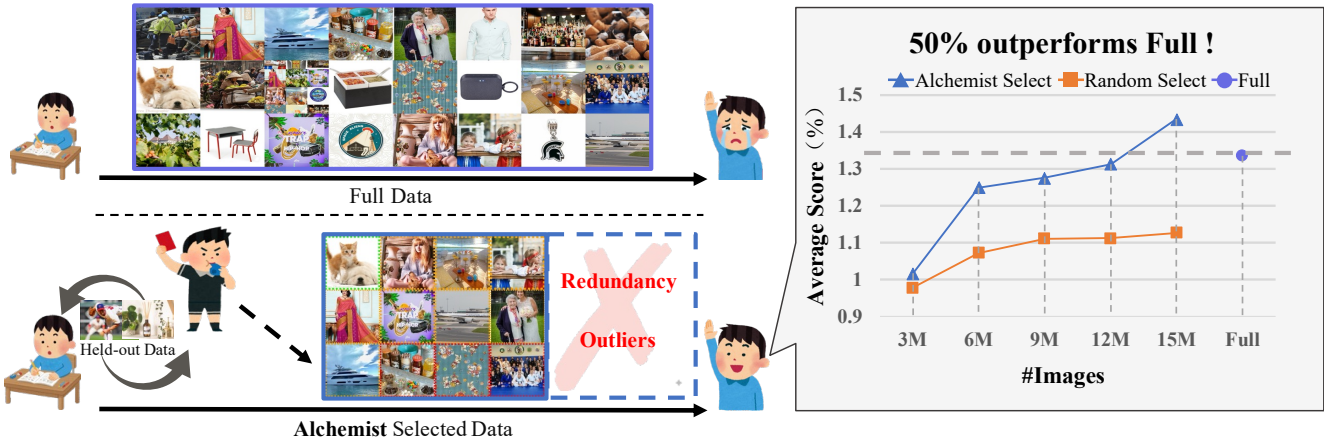 Full Data
Held-out Data
Redundancy
Outliers
Alchemist Selected Data
50% outperforms Full !
Alchemist Select
Random Select
Full
Average Score (%)
1.5
1.4
1.3
1.2
1.1
1
0.9
3M
6M
9M
12M
15M
Full
#Images
TRAP
TRAP